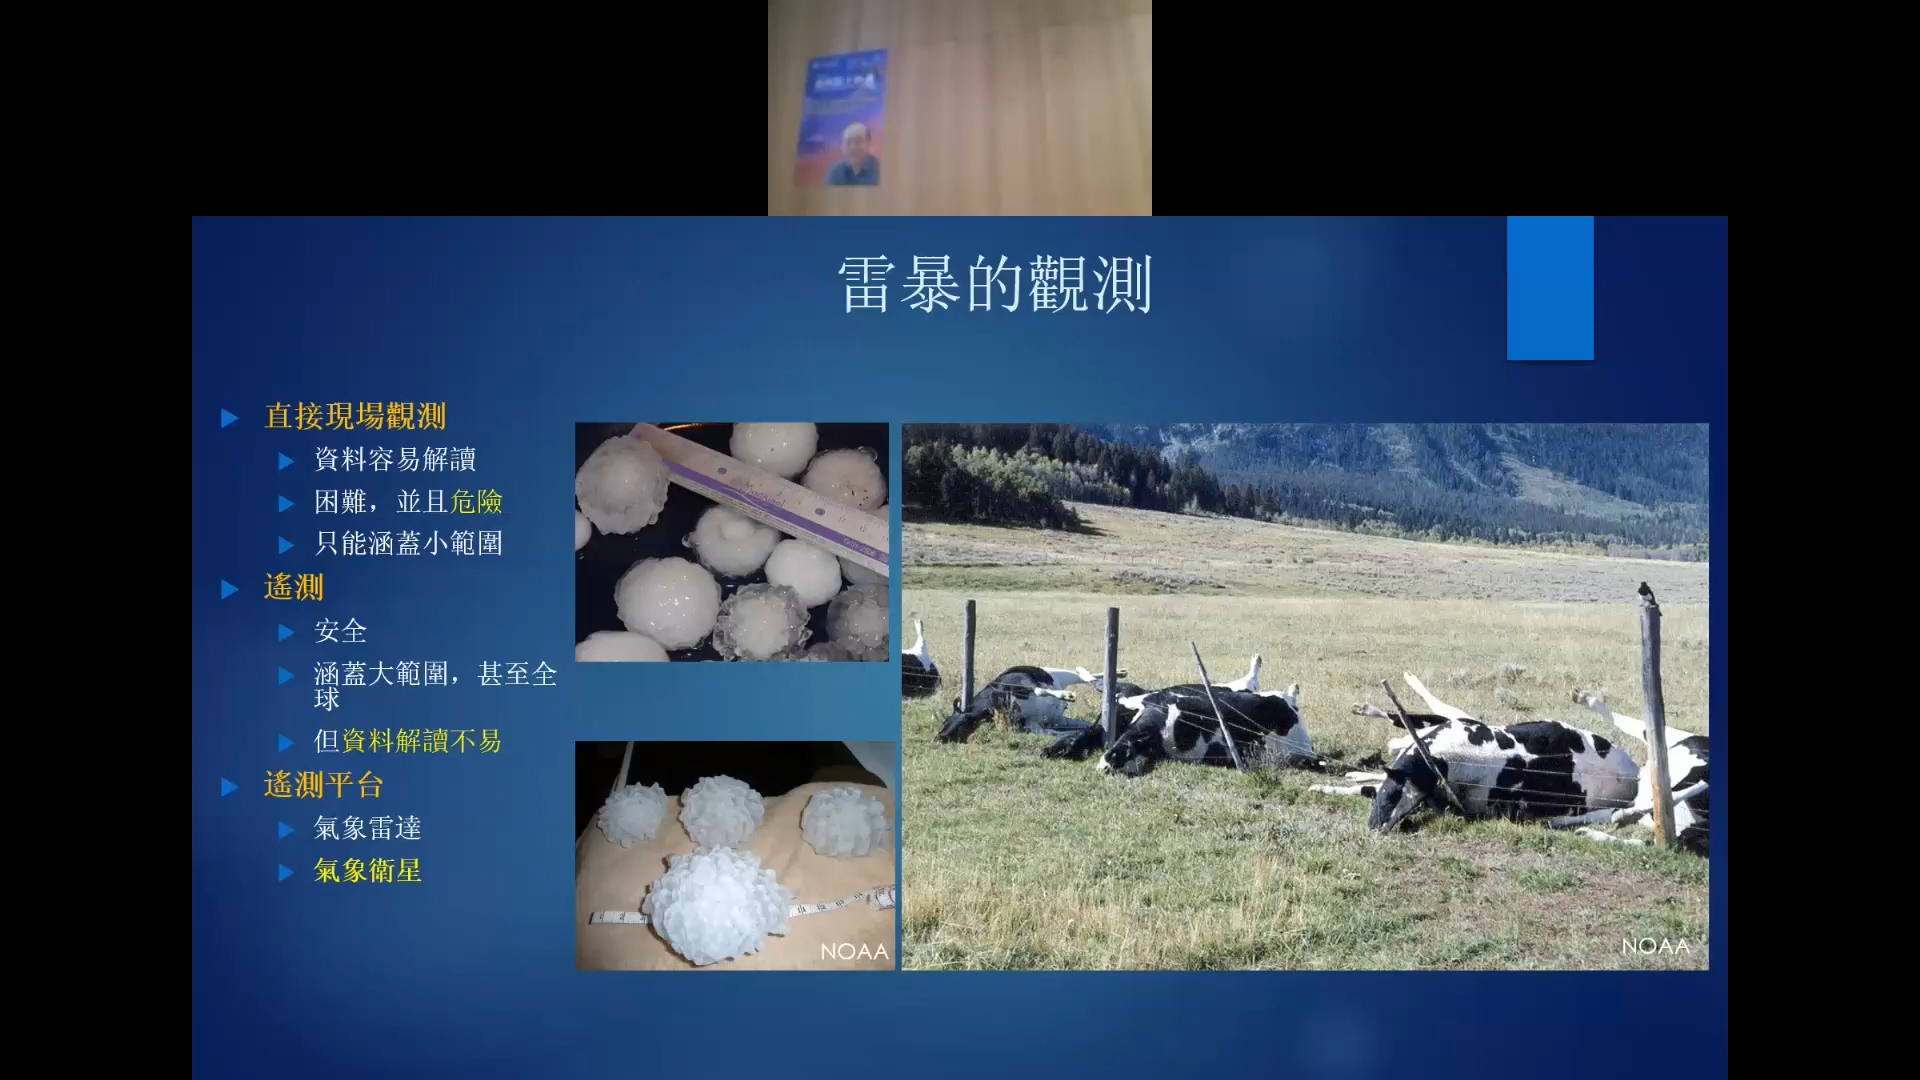 雷暴的觀測
直接現場觀測
資料容易解讀
困難，並且危險
只能涵蓋小範圍
遙測
安全
涵蓋大範圍，甚至全
球
但資料解讀不易
遙測平台
氣象雷達
氣象衛星
NOAA
NOAA